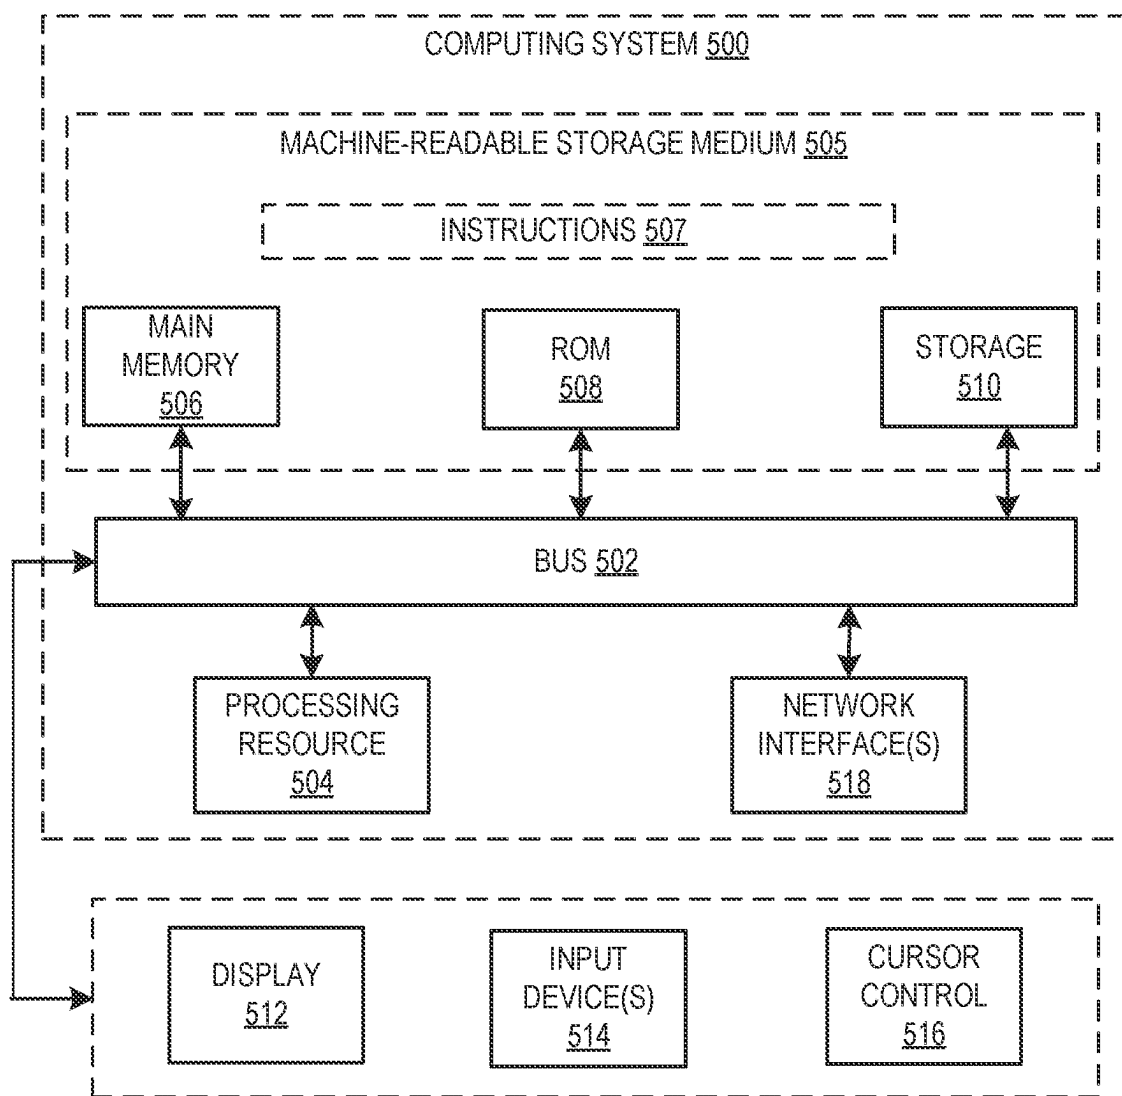 COMPUTING SYSTEM 500
MACHINE-READABLE STORAGE MEDIUM 505
INSTRUCTIONS 507
MAIN
MEMORY
506
ROM
508
STORAGE
510
BUS 502
PROCESSING
RESOURCE
504
NETWORK
INTERFACE(S)
518
DISPLAY
512
INPUT
DEVICE(S)
514
CURSOR
CONTROL
516